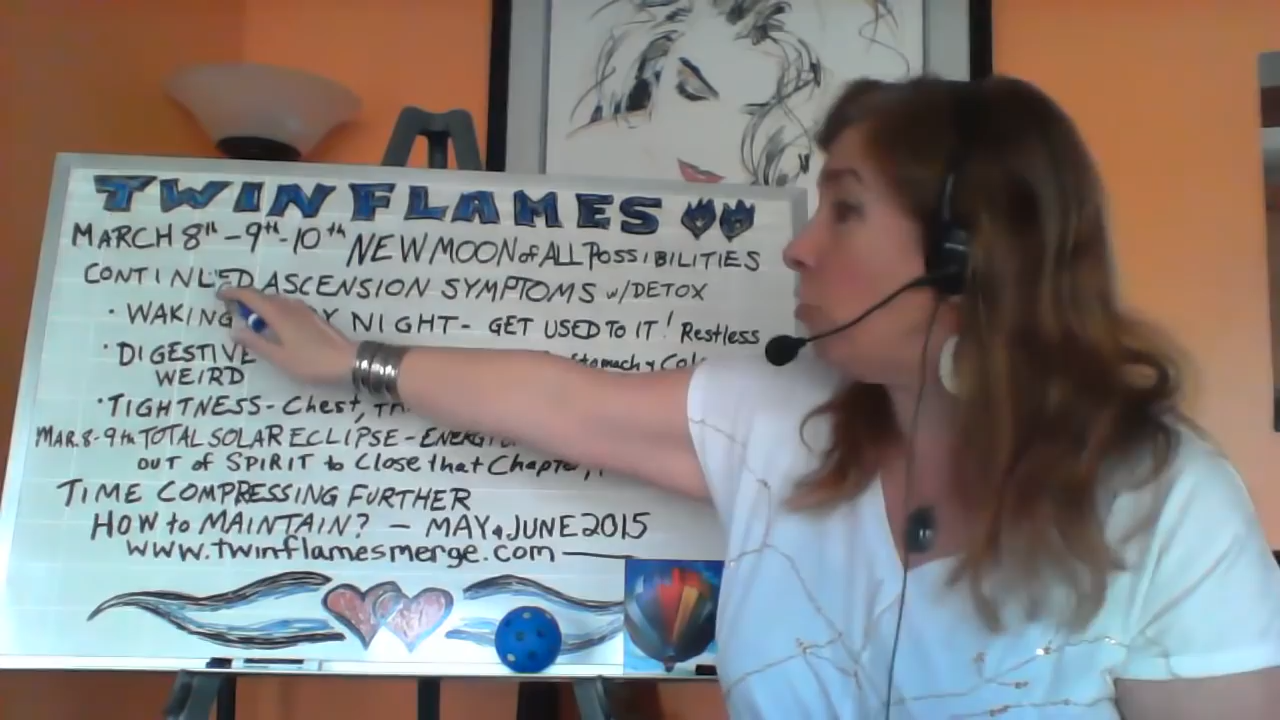 TWIN FLAMES
MARCH 8th - 9th - 10th NEW MOON of ALL POSSIBILITIES
CONTINUED ASCENSION SYMPTOMS w/DETOX
• WAKING NIGHT - GET USED TO IT! Restless
• DIGESTIVE Stomach &
WEIRD
• TIGHTNESS - Chest,
MAR. 8-9th TOTAL SOLAR ECLIPSE -
OUT of SPIRIT to Close that
TIME COMPRESSING FURTHER
HOW to MAINTAIN? - MAY & JUNE 2015
www.twinflamesmerge.com